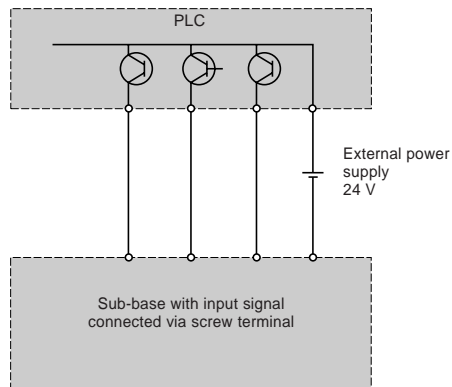 PLC
External power
supply
24 V
Sub-base with input signal
connected via screw terminal